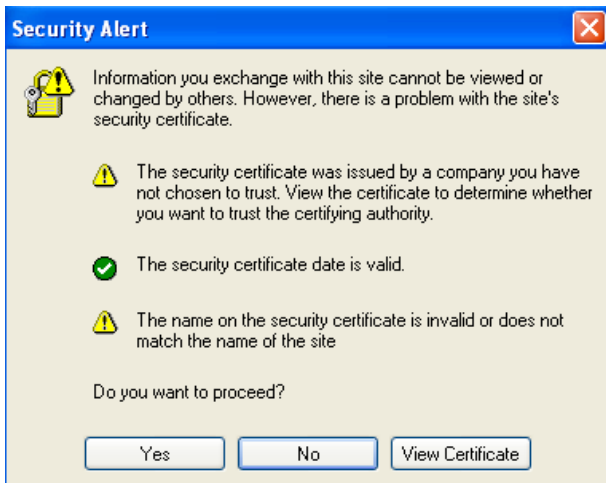 Security Alert
Information you exchange with this site cannot be viewed or
changed by others. However, there is a problem with the site's
security certificate.
The security certificate was issued by a company you have
not chosen to trust. View the certificate to determine whether
you want to trust the certifying authority.
The security certificate date is valid.
The name on the security certificate is invalid or does not
match the name of the site
Do you want to proceed?
Yes No View Certificate